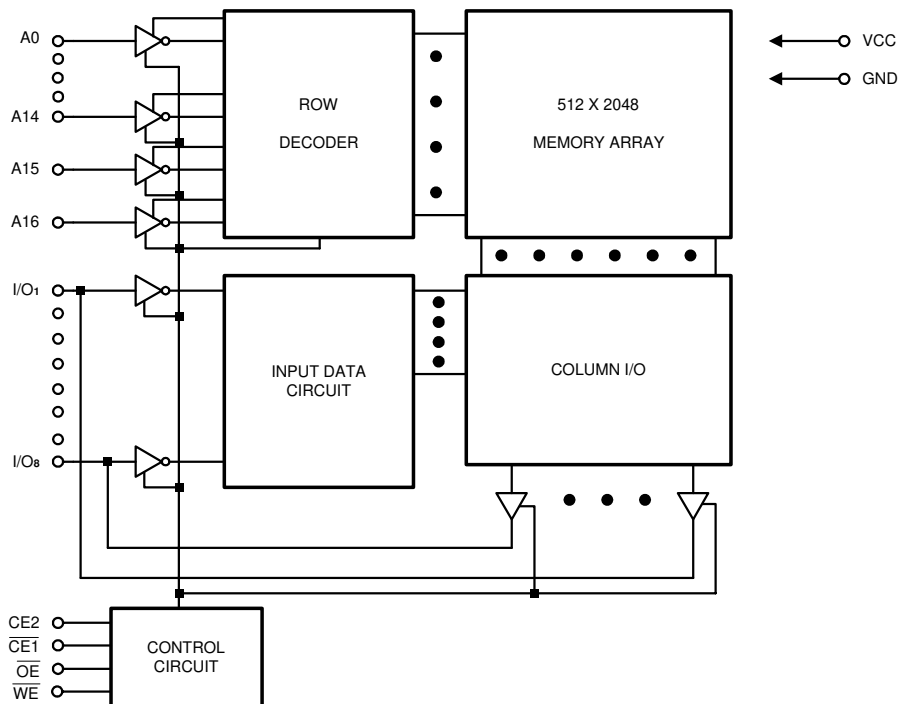 A0
A14
A15
A16
ROW
DECODER
512 X 2048
MEMORY ARRAY
VCC
GND
I/O1
I/O8
INPUT DATA
CIRCUIT
COLUMN I/O
CE2
CE1
OE
WE
CONTROL
CIRCUIT